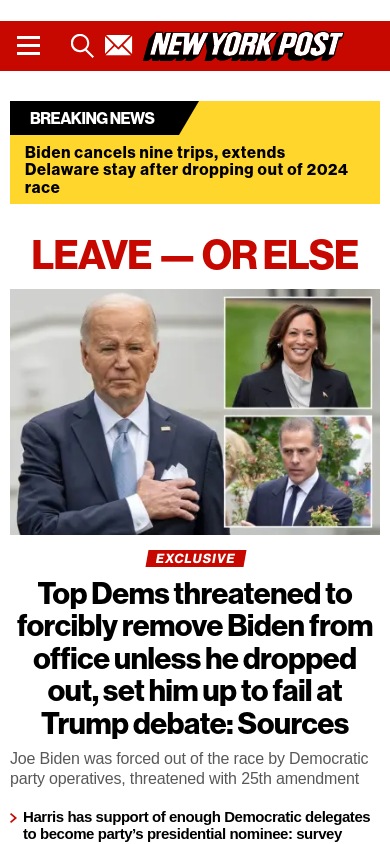 NEW YORK POST
BREAKING NEWS
Biden cancels nine trips, extends
Delaware stay after dropping out of 2024
race
LEAVE — OR ELSE
EXCLUSIVE
Top Dems threatened to
forcibly remove Biden from
office unless he dropped
out, set him up to fail at
Trump debate: Sources
Joe Biden was forced out of the race by Democratic
party operatives, threatened with 25th amendment
Harris has support of enough Democratic delegates
to become party’s presidential nominee: survey